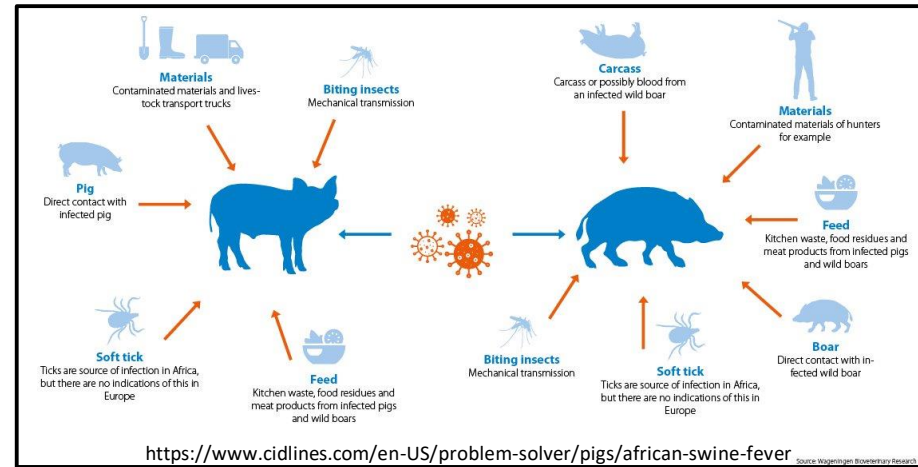 Materials
Contaminated materials and lives-
tock transport trucks
Biting insects
Mechanical transmission
Pig
Direct contact with
infected pig
Soft tick
Ticks are source of infection in Africa,
but there are no indications of this in
Europe
Feed
Kitchen waste, food residues and
meat products from infected pigs
and wild boars
Carcass
Carcass or possibly blood from
an infected wild boar
Materials
Contaminated materials of hunters
for example
Feed
Kitchen waste, food residues and
meat products from infected pigs
and wild boars
Boar
Direct contact with in-
fected wild boar
Biting insects
Mechanical transmission
Soft tick
Ticks are source of infection in Africa,
but there are no indications of this in
Europe
https://www.cidlines.com/en-US/problem-solver/pigs/african-swine-fever
Source: Wageningen Bioveterinary Research